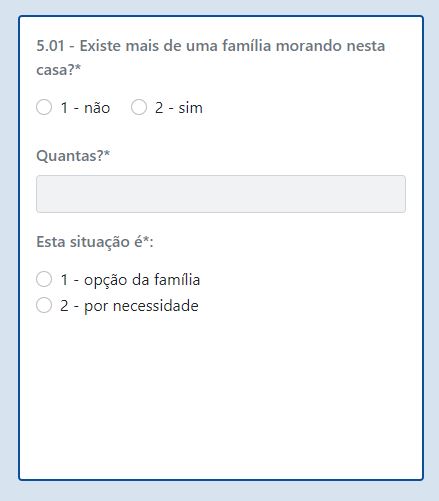 5.01 - Existe mais de uma família morando nesta
casa?*
1 - não 2 - sim
Quantas?*
Esta situação é*:
1 - opção da família
2 - por necessidade